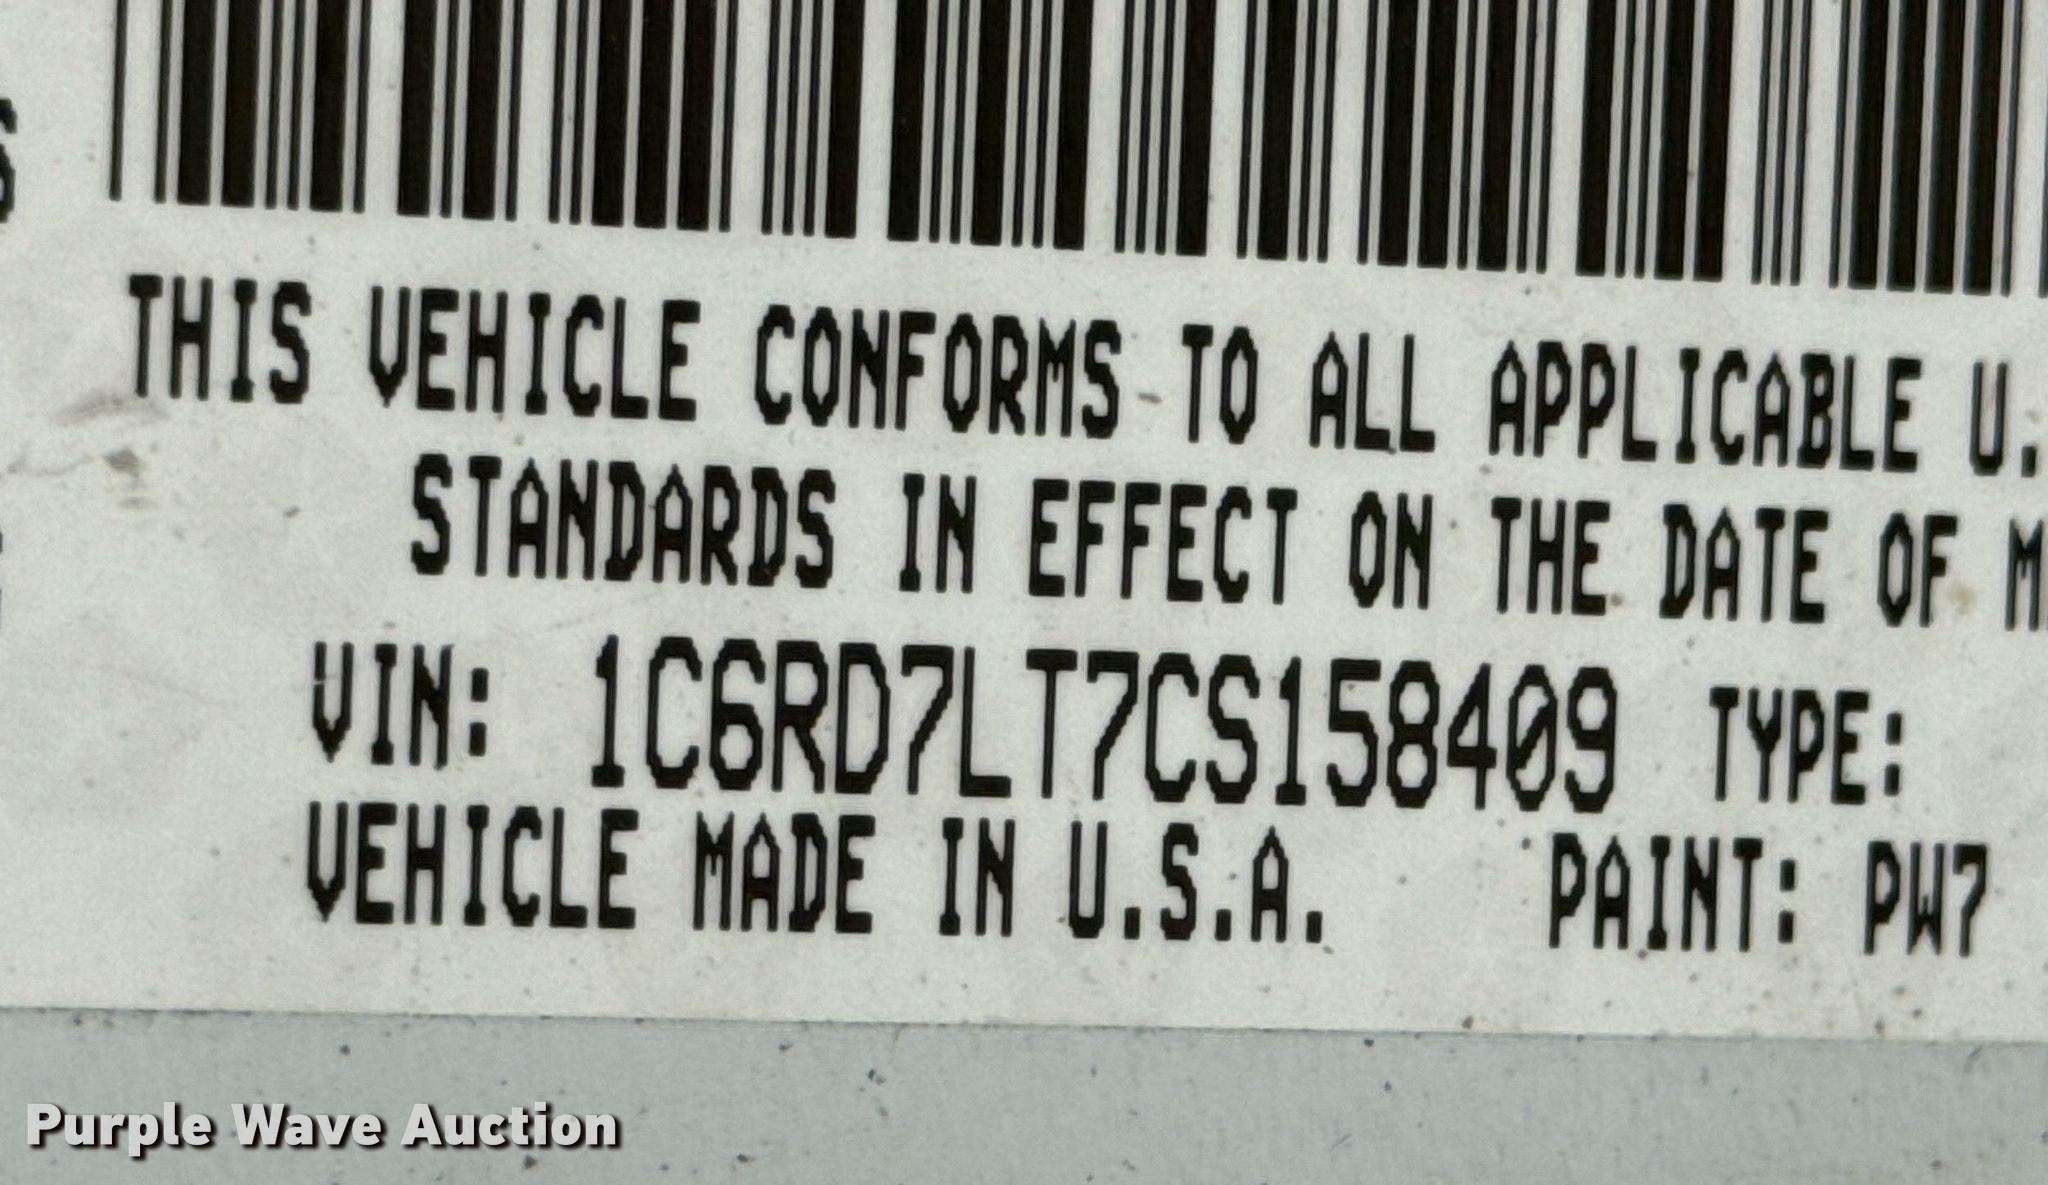 THIS VEHICLE CONFORMS TO ALL APPLICABLE U.
STANDARDS IN EFFECT ON THE DATE OF M
VIN: 1C6RD7LT7CS158409 TYPE:
VEHICLE MADE IN U.S.A. PAINT: PW7
Purple Wave Auction